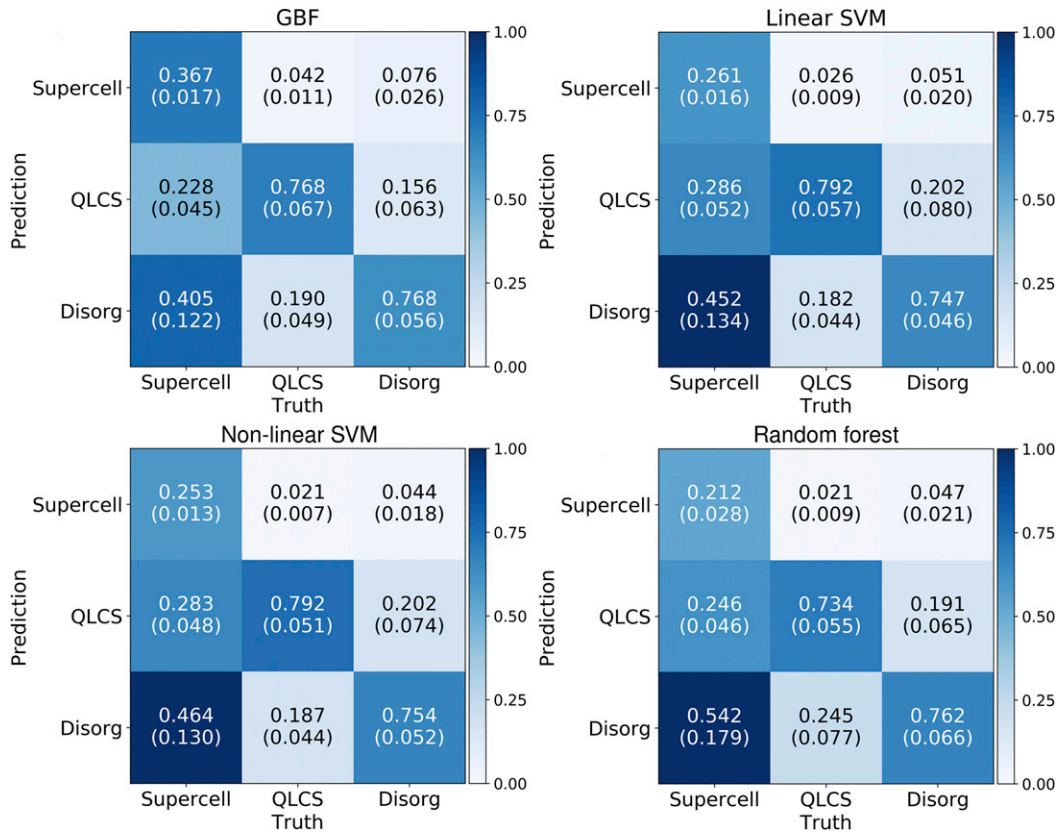 GBF
1.00
0.75
0.50
0.25
0.00
Prediction
Supercell
QLCS
Disorg
0.367 0.042 0.076
(0.017) (0.011) (0.026)
0.228 0.768 0.156
(0.045) (0.067) (0.063)
0.405 0.190 0.768
(0.122) (0.049) (0.056)
Supercell QLCS Disorg
Truth
Linear SVM
1.00
0.75
0.50
0.25
0.00
Prediction
Supercell
QLCS
Disorg
0.261 0.026 0.051
(0.016) (0.009) (0.020)
0.286 0.792 0.202
(0.052) (0.057) (0.080)
0.452 0.182 0.747
(0.134) (0.044) (0.046)
Supercell QLCS Disorg
Truth
Non-linear SVM
1.00
0.75
0.50
0.25
0.00
Prediction
Supercell
QLCS
Disorg
0.253 0.021 0.044
(0.013) (0.007) (0.018)
0.283 0.792 0.202
(0.048) (0.051) (0.074)
0.464 0.187 0.754
(0.130) (0.044) (0.052)
Supercell QLCS Disorg
Truth
Random forest
1.00
0.75
0.50
0.25
0.00
Prediction
Supercell
QLCS
Disorg
0.212 0.021 0.047
(0.028) (0.009) (0.021)
0.246 0.734 0.191
(0.046) (0.055) (0.065)
0.542 0.245 0.762
(0.179) (0.077) (0.066)
Supercell QLCS Disorg
Truth